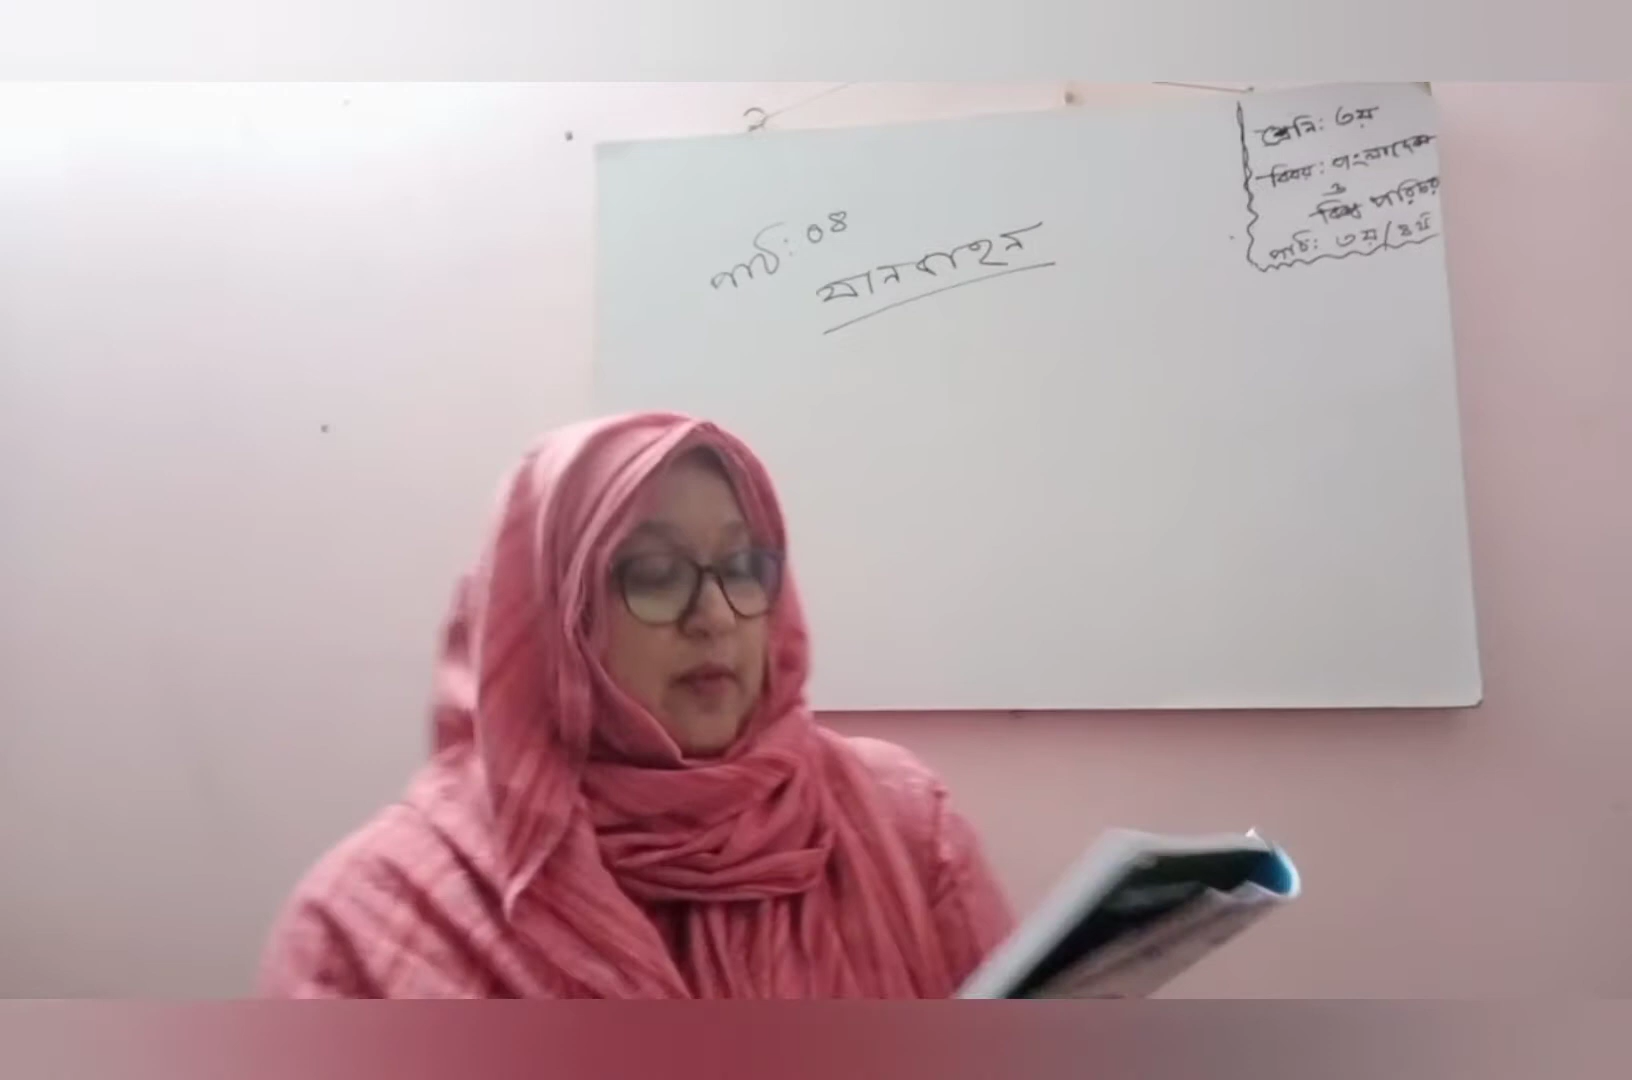 পাঠ: ০৪
যানবাহন
শ্রেনি: ৩য়
বিষয়: বাংলাদেশ
ও
বিশ্ব পরিচয়
পাঠ: ৩য়/৪র্থ